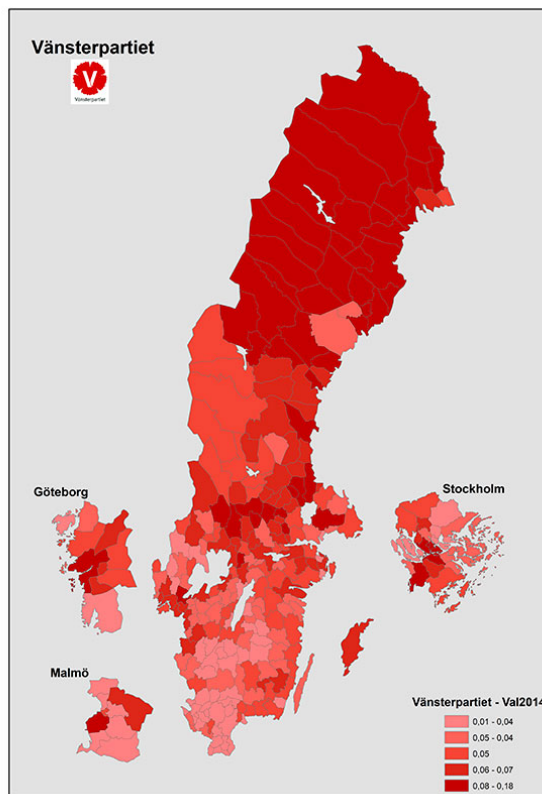 Vänsterpartiet
V
Vänsterpartiet
Göteborg
Stockholm
Malmö
Vänsterpartiet - Val2014
0,01 - 0,04
0,05 - 0,04
0,05
0,06 - 0,07
0,08 - 0,18